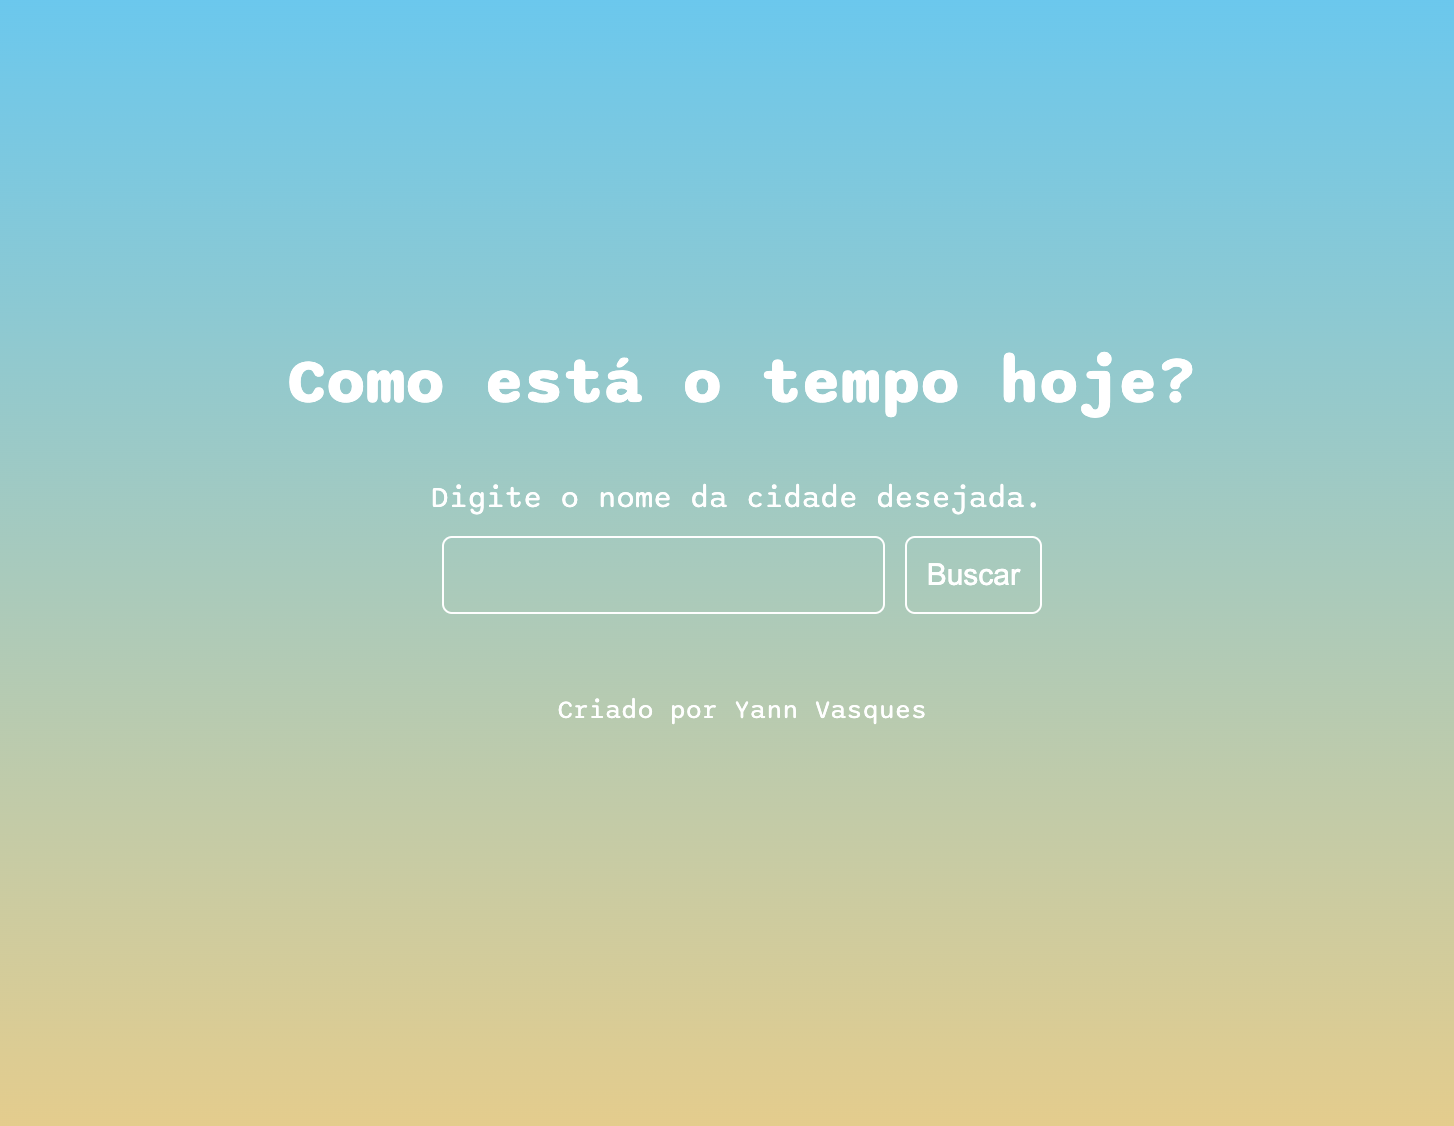 Como está o tempo hoje?
Digite o nome da cidade desejada.
Buscar
Criado por Yann Vasques